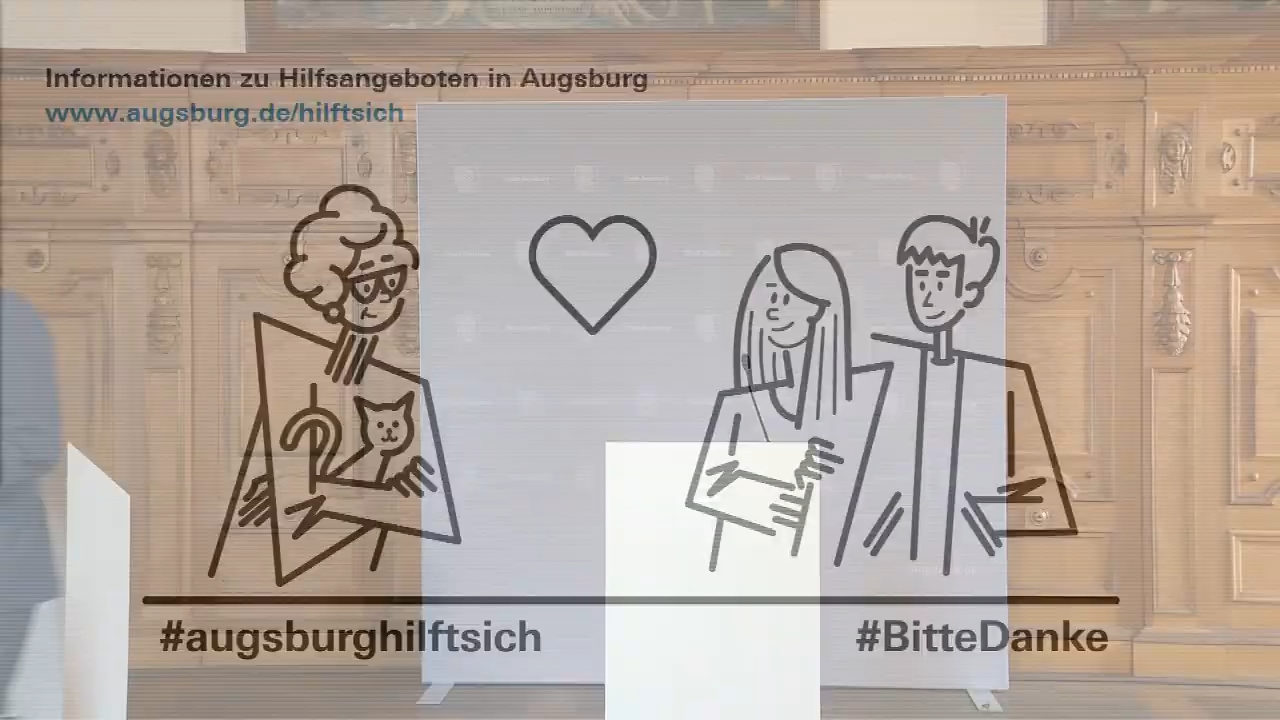 Informationen zu Hilfsangeboten in Augsburg
www.augsburg.de/hilftsich
#augsburghilftsich
#BitteDanke